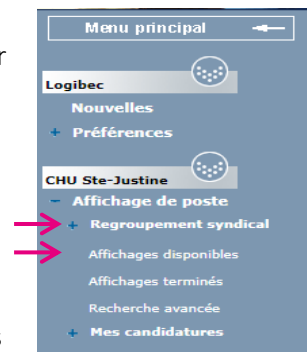 Menu principal
r
Logibec
Nouvelles
+ Préférences
CHU Ste-Justine
− Affichage de poste
+ Regroupement syndical
Affichages disponibles
Affichages terminés
Recherche avancée
s
+ Mes candidatures